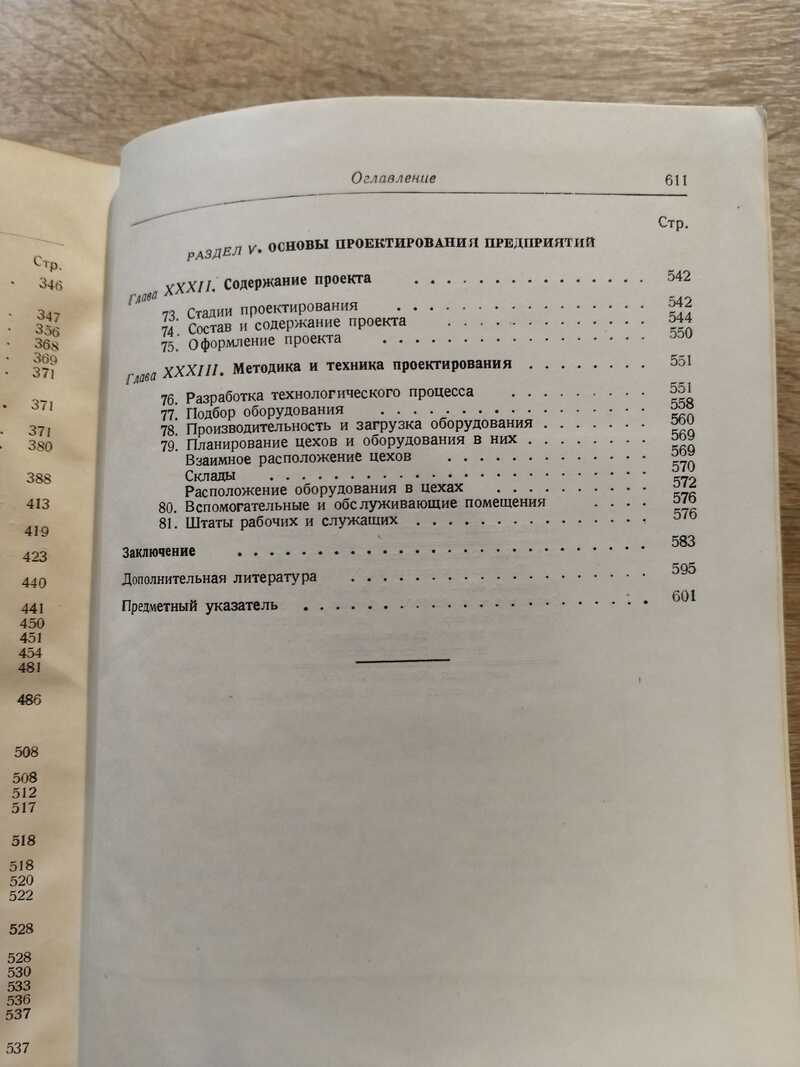 Стр.
346
347
356
368
369
371
371
371
380
388
413
419
423
440
441
450
451
454
481
486
508
508
512
517
518
518
520
522
528
528
530
533
536
537
537
Оглавление 611
Стр.
РАЗДЕЛ V. ОСНОВЫ ПРОЕКТИРОВАНИЯ ПРЕДПРИЯТИЙ
Глава XXXII. Содержание проекта . . . . . . . . . . . . . . . 542
73. Стадии проектирования . . . . . . . . . . . . . . . . 542
74. Состав и содержание проекта . . . . . . . . . . . . . 544
75. Оформление проекта . . . . . . . . . . . . . . . . . 550
Глава XXXIII. Методика и техника проектирования . . . . . . . . 551
76. Разработка технологического процесса . . . . . . . . . 551
77. Подбор оборудования . . . . . . . . . . . . . . . . . 558
78. Производительность и загрузка оборудования . . . . . . . 560
79. Планирование цехов и оборудования в них . . . . . . . . 569
Взаимное расположение цехов . . . . . . . . . . . . . 569
Склады . . . . . . . . . . . . . . . . . . . . . . . 570
Расположение оборудования в цехах . . . . . . . . . . 572
80. Вспомогательные и обслуживающие помещения . . . . 576
81. Штаты рабочих и служащих . . . . . . . . . . . . . . . 576
Заключение . . . . . . . . . . . . . . . . . . . . . . . . . 583
Дополнительная литература . . . . . . . . . . . . . . . . . . 595
Предметный указатель . . . . . . . . . . . . . . . . . . . . 601